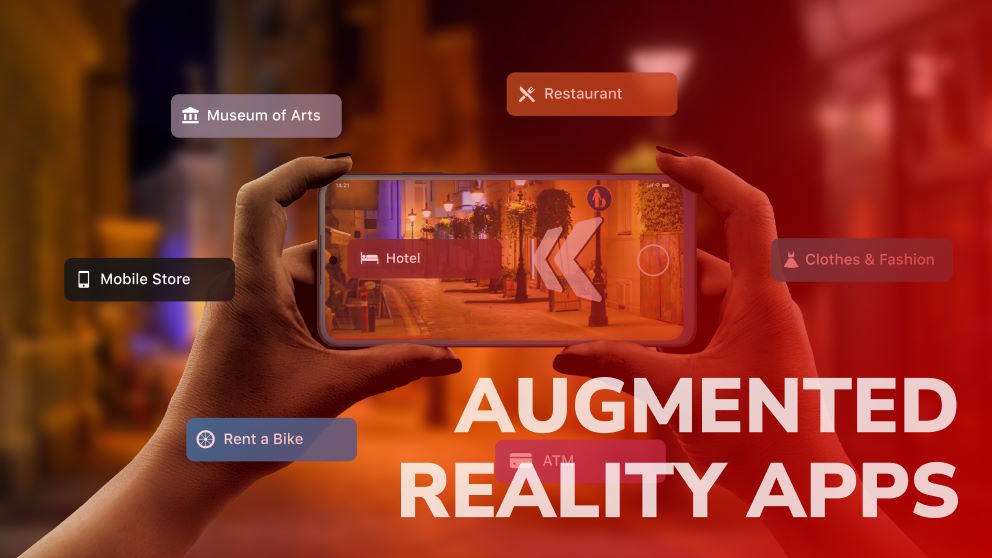 Restaurant
Museum of Arts
14:21
Hotel
Clothes & Fashion
Mobile Store
AUGMENTED
Rent a Bike
ATM
REALITY APPS